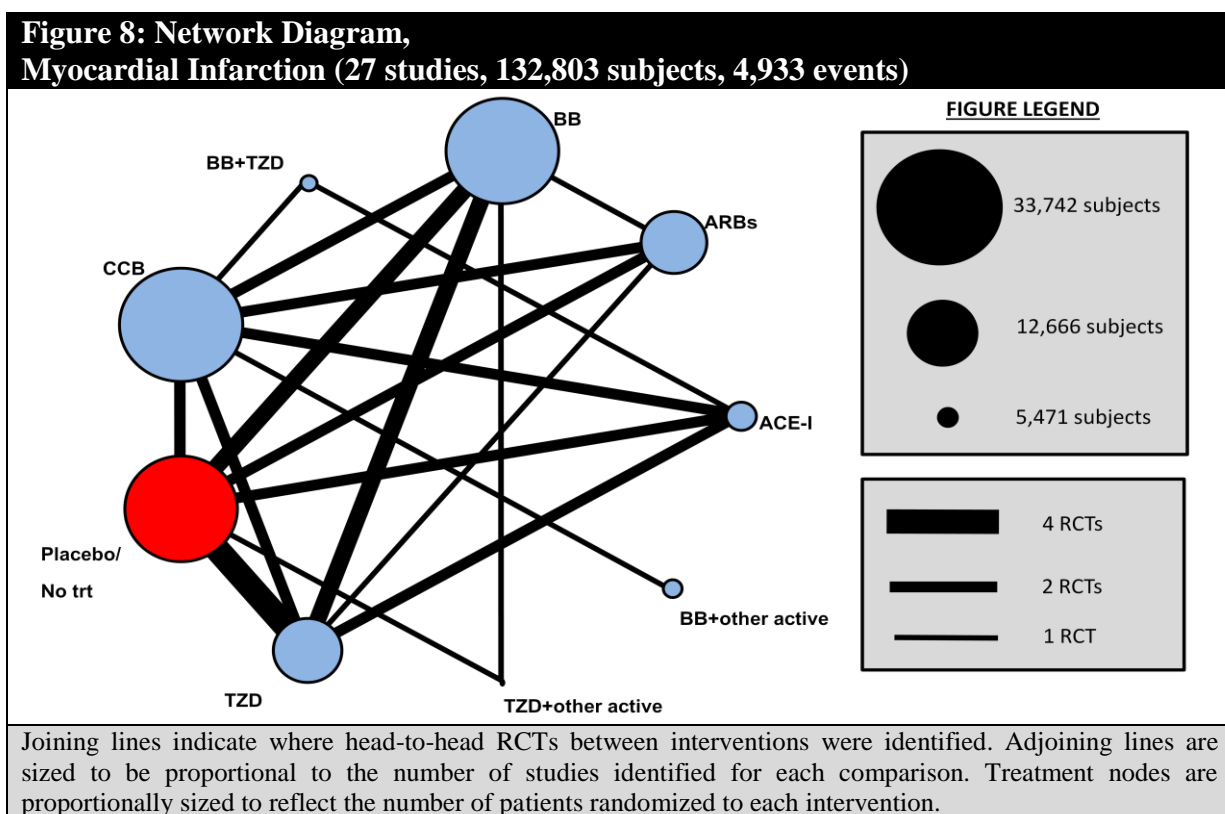 Figure 8: Network Diagram,
Myocardial Infarction (27 studies, 132,803 subjects, 4,933 events)
BB
BB+TZD
ARBs
CCB
ACE-I
Placebo/
No trt
BB+other active
TZD
TZD+other active
FIGURE LEGEND
33,742 subjects
12,666 subjects
5,471 subjects
4 RCTs
2 RCTs
1 RCT
Joining lines indicate where head-to-head RCTs between interventions were identified. Adjoining lines are
sized to be proportional to the number of studies identified for each comparison. Treatment nodes are
proportionally sized to reflect the number of patients randomized to each intervention.